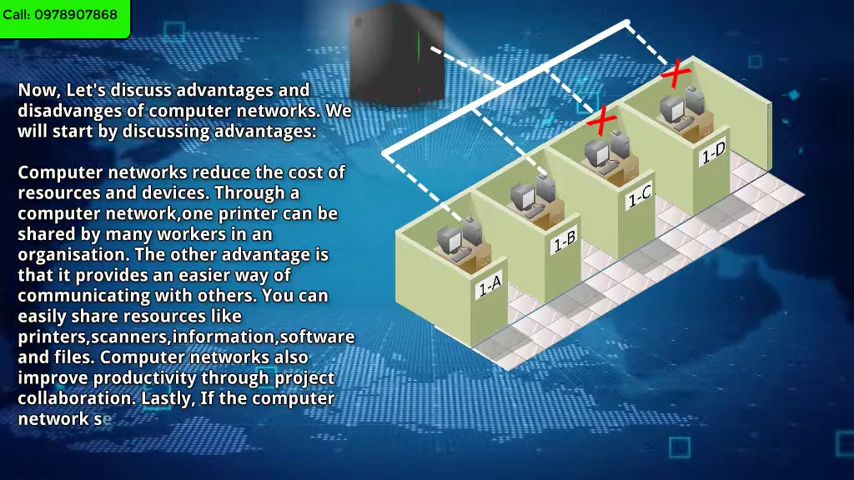 Call: 0978907868
Now, Let's discuss advantages and
disadvanges of computer networks. We
will start by discussing advantages:
Computer networks reduce the cost of
resources and devices. Through a
computer network,one printer can be
shared by many workers in an
organisation. The other advantage is
that it provides an easier way of
communicating with others. You can
easily share resources like
printers,scanners,information,software
and files. Computer networks also
improve productivity through project
collaboration. Lastly, If the computer
network se
1-A
1-B
1-C
1-D